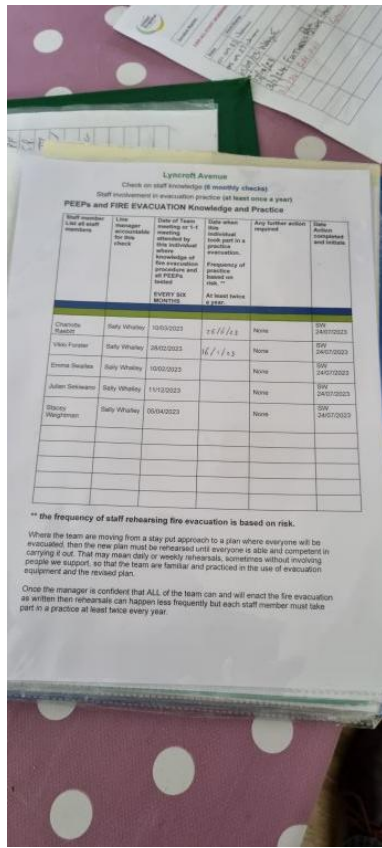 Lyncroft Avenue
Check on staff knowledge (6 monthly checks)
Staff involvement in evacuation practice (at least once a year)
PEEPs and FIRE EVACUATION Knowledge and Practice
Staff member
List all staff
members
Line
manager
accountable
for this
check
Date of Team
meeting or 1-1
meeting
attended by
this individual
where
knowledge of
fire evacuation
procedure and
all PEEPs
tested
EVERY SIX
MONTHS
Date when
this
individual
took part in a
practice
evacuation.
Frequency of
practice
based on
risk. **
At least twice
a year.
Any further action
required
Date
Action
completed
and initials
Charlotte
Sally Whalley 10/03/2023
None
SW
24/07/2023
Sally Whalley 28/02/2023
None
SW
24/07/2023
Emma Swailes Sally Whalley 10/02/2023
None
SW
24/07/2023
Julian Sekiwano Sally Whalley 11/12/2023
None
SW
24/07/2023
Stacey
Weightman
Sally Whalley 05/04/2023
None
SW
24/07/2023
** the frequency of staff rehearsing fire evacuation is based on risk.
Where the team are moving from a stay put approach to a plan where everyone will be
evacuated, then the new plan must be rehearsed until everyone is able and competent in
carrying it out. That may mean daily or weekly rehearsals, sometimes without involving
people we support, so that the team are familiar and practiced in the use of evacuation
equipment and the revised plan.
Once the manager is confident that ALL of the team can and will enact the fire evacuation
as written then rehearsals can happen less frequently but each staff member must take
part in a practice at least twice every year.